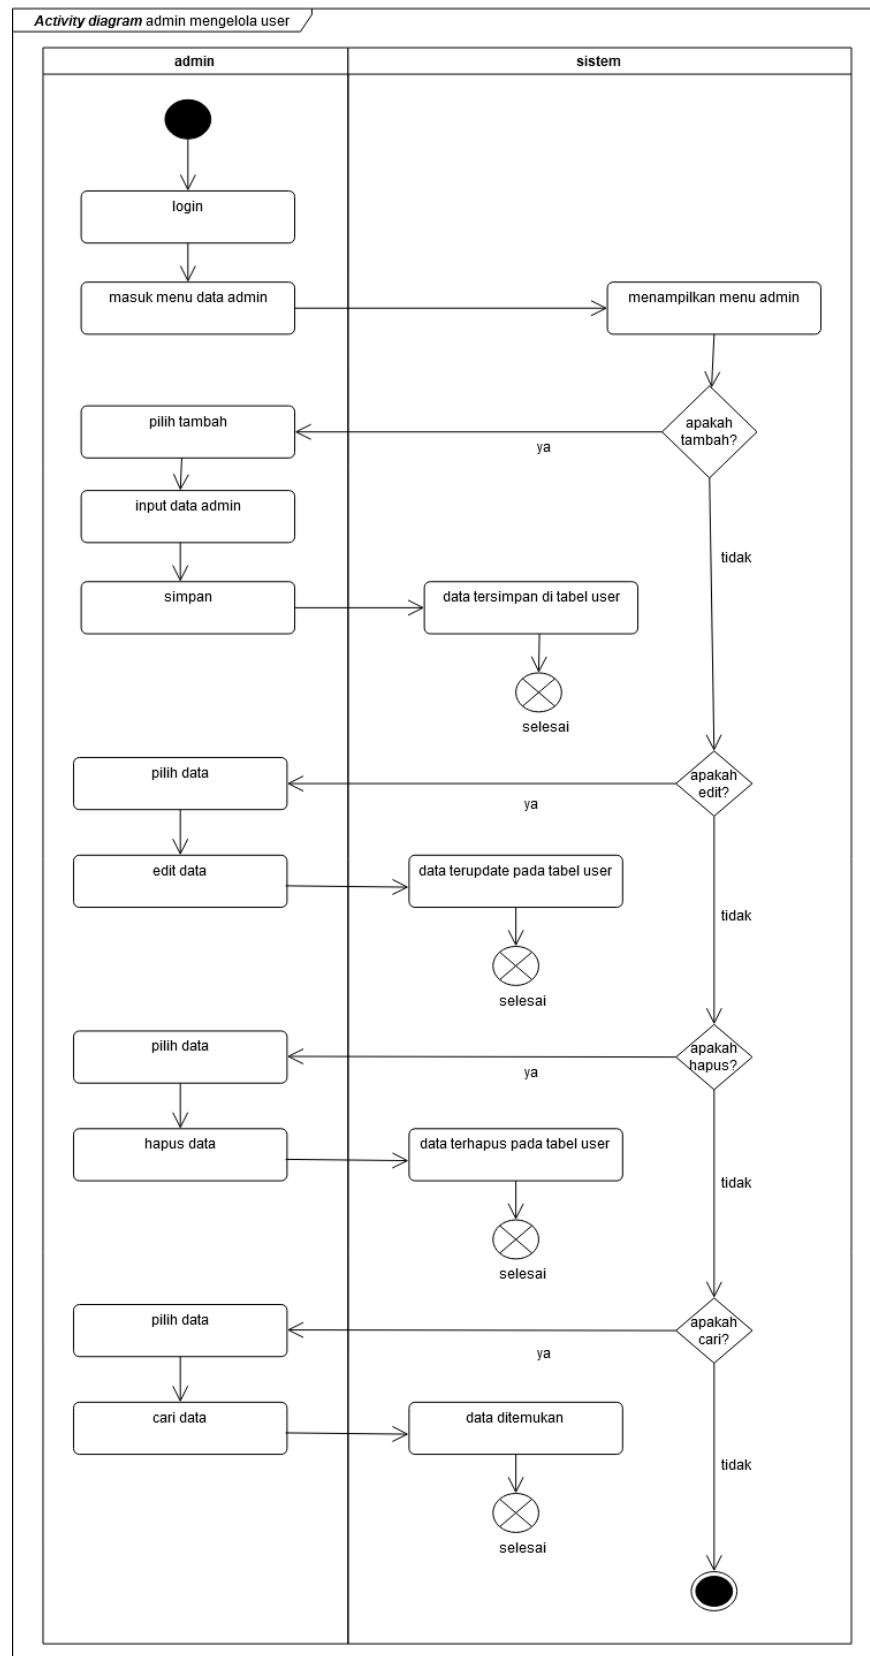 Activity diagram admin mengelola user
admin
sistem
login
masuk menu data admin
menampilkan menu admin
pilih tambah
apakah
tambah?
ya
input data admin
tidak
simpan
data tersimpan di tabel user
selesai
pilih data
apakah
edit?
ya
edit data
data terupdate pada tabel user
tidak
selesai
pilih data
apakah
hapus?
ya
hapus data
data terhapus pada tabel user
tidak
selesai
pilih data
apakah
cari?
ya
cari data
data ditemukan
tidak
selesai